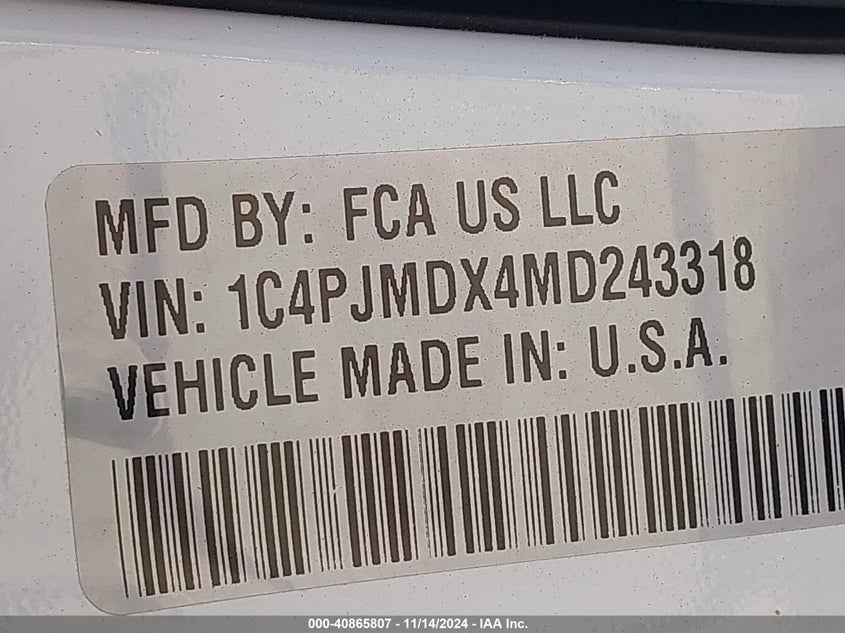 MFD BY: FCA US LLC
VIN: 1C4PJMDX4MD243318
VEHICLE MADE IN: U.S.A.
000-40865807 - 11/14/2024 - IAA Inc.